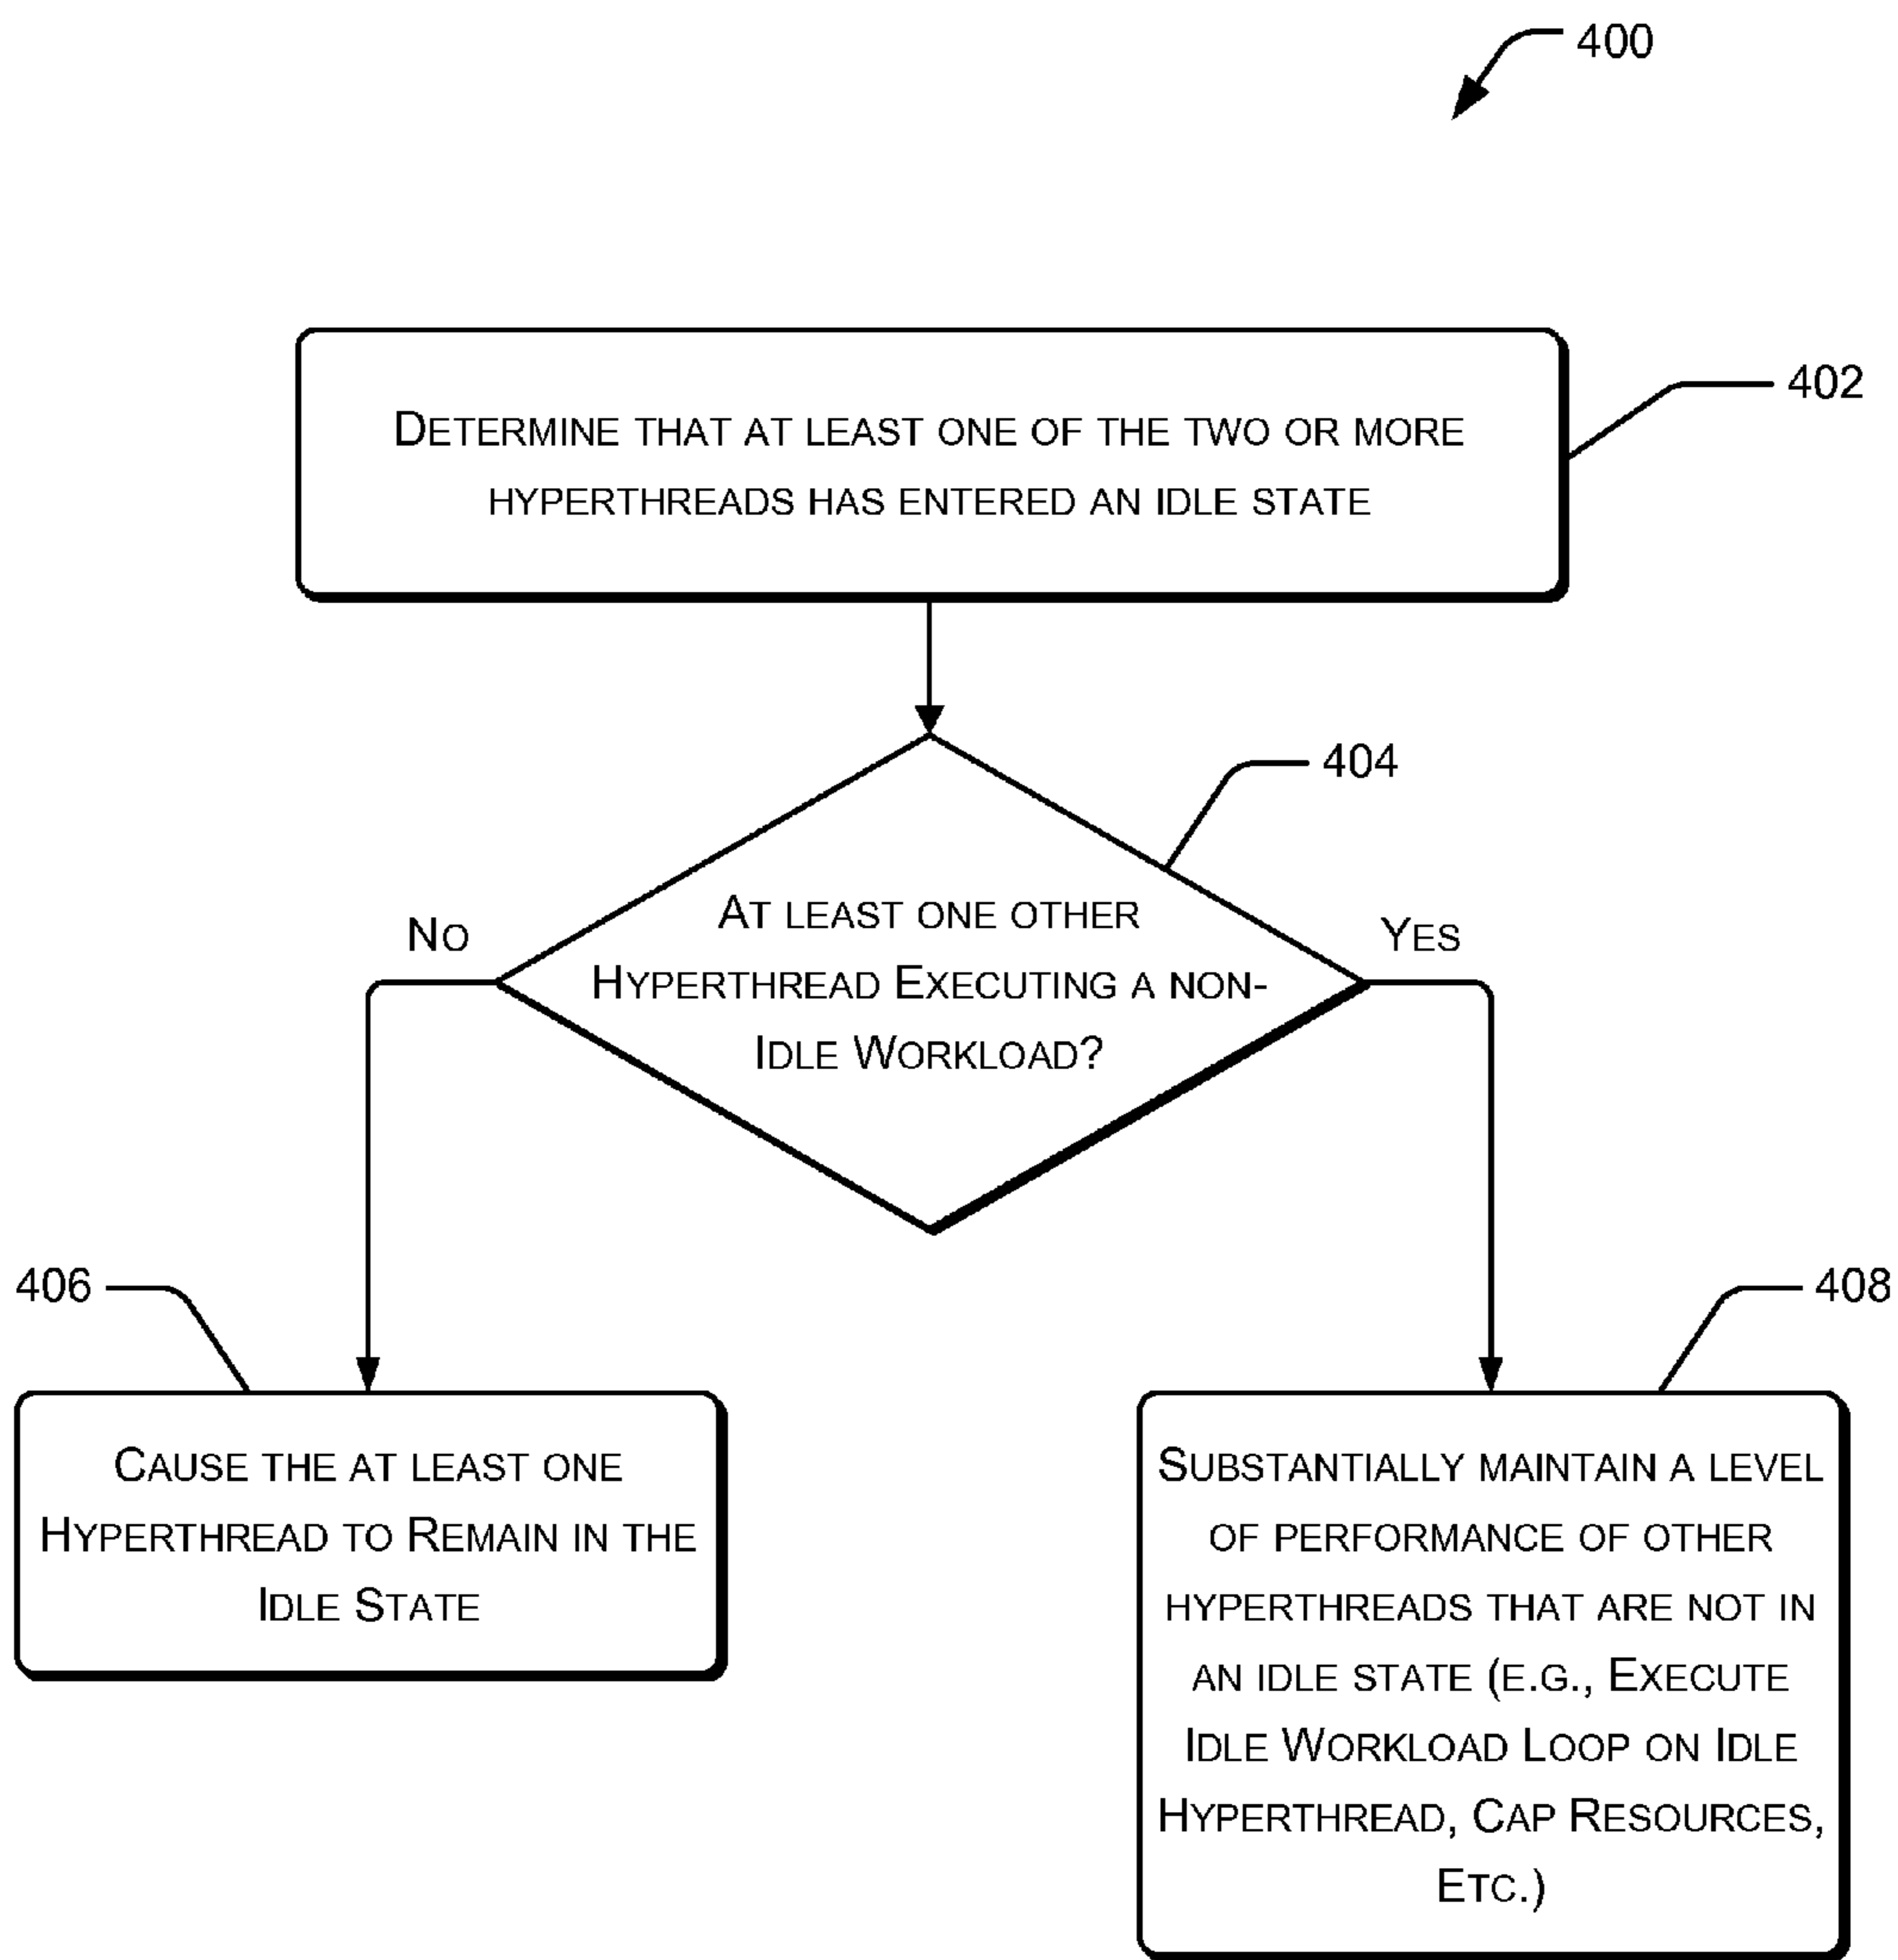 400
DETERMINE THAT AT LEAST ONE OF THE TWO OR MORE
HYPERTHREADS HAS ENTERED AN IDLE STATE
402
404
AT LEAST ONE OTHER
HYPERTHREAD EXECUTING A NON-
IDLE WORKLOAD?
NO
YES
406
CAUSE THE AT LEAST ONE
HYPERTHREAD TO REMAIN IN THE
IDLE STATE
408
SUBSTANTIALLY MAINTAIN A LEVEL
OF PERFORMANCE OF OTHER
HYPERTHREADS THAT ARE NOT IN
AN IDLE STATE (E.G., EXECUTE
IDLE WORKLOAD LOOP ON IDLE
HYPERTHREAD, CAP RESOURCES,
ETC.)